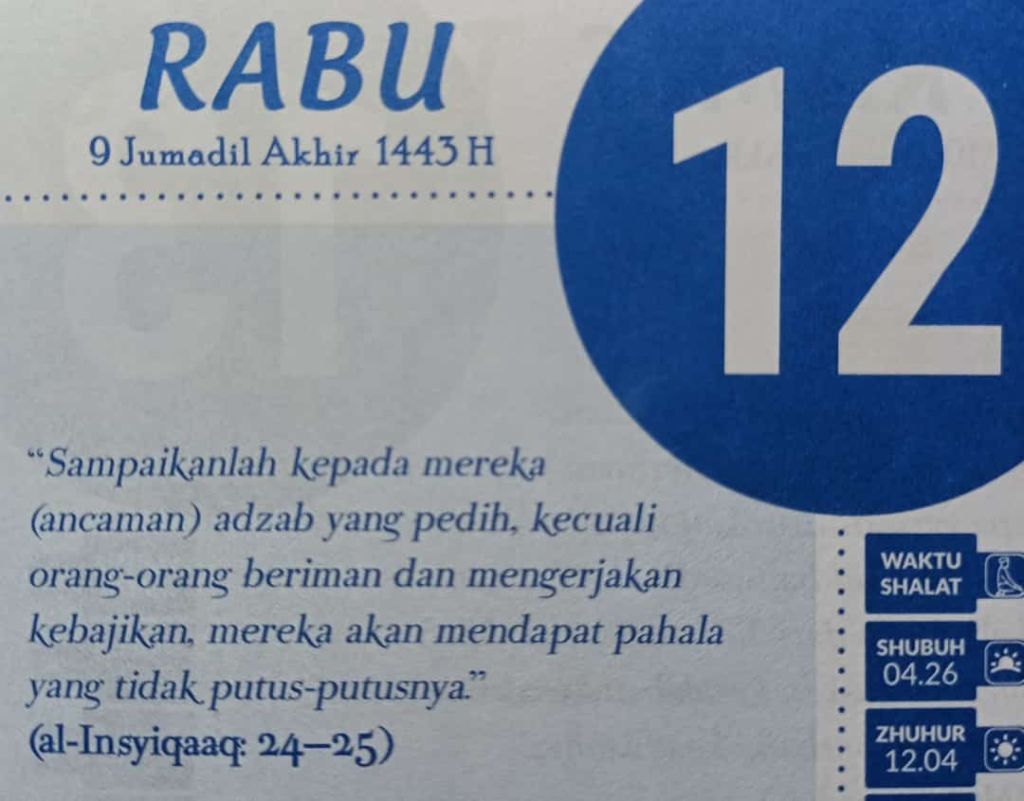 RABU
9 Jumadil Akhir 1443 H
12
“Sampaikanlah kepada mereka
(ancaman) adzab yang pedih, kecuali
orang-orang beriman dan mengerjakan
kebajikan, mereka akan mendapat pahala
yang tidak putus-putusnya.”
(al-Insyiqaaq: 24–25)
WAKTU
SHALAT
SHUBUH
04.26
ZHUHUR
12.04